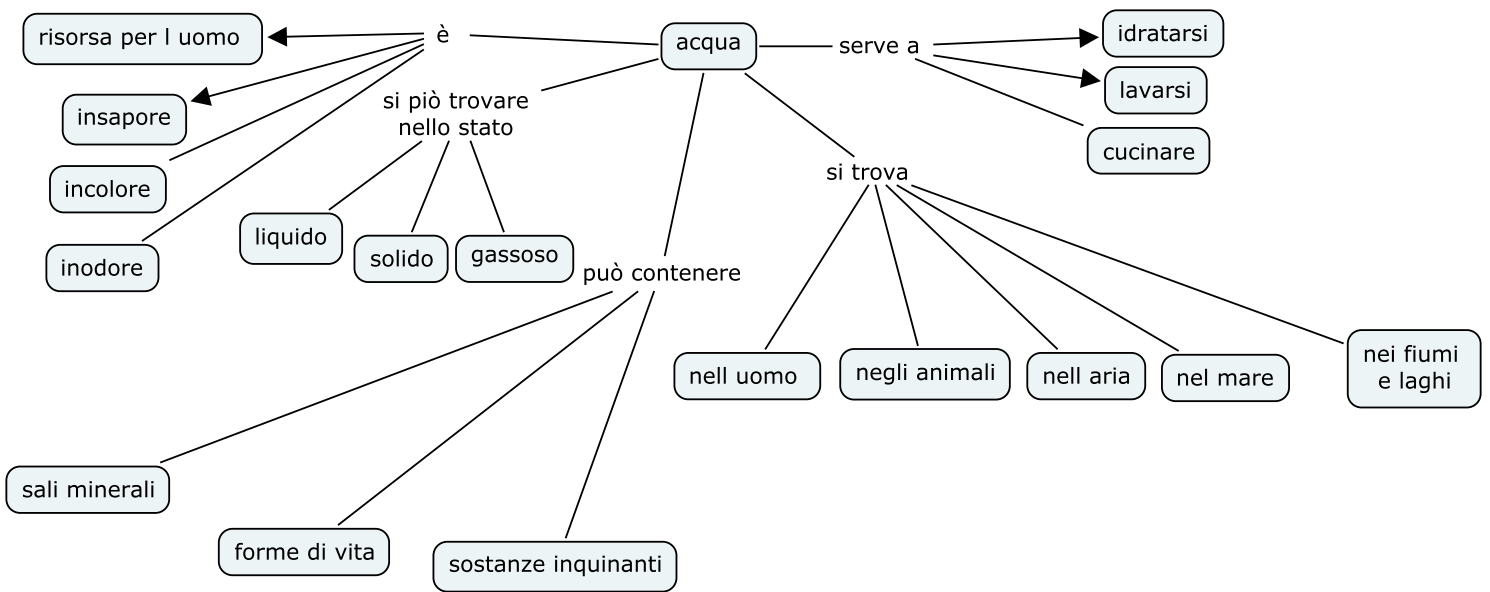 risorsa per l uomo
è
acqua
serve a
idratarsi
insapore
si piò trovare
nello stato
lavarsi
incolore
cucinare
si trova
inodore
liquido
solido
gassoso
può contenere
nell uomo
negli animali
nell aria
nel mare
nei fiumi
e laghi
sali minerali
forme di vita
sostanze inquinanti